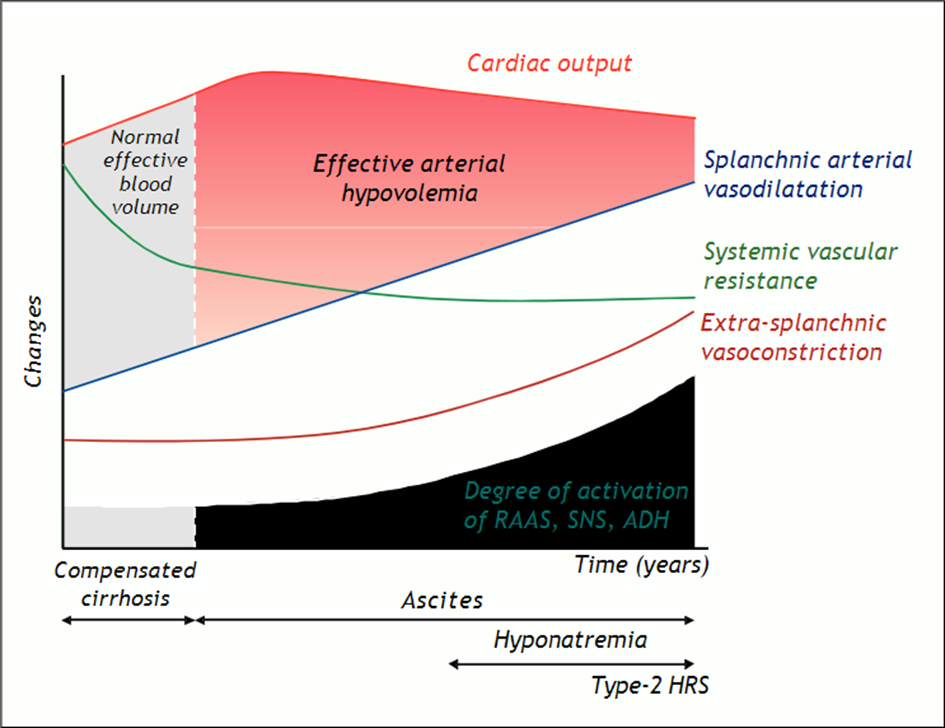 Cardiac output
Normal
effective
blood
volume
Effective arterial
hypovolemia
Splanchnic arterial
vasodilatation
Systemic vascular
resistance
Extra-splanchnic
vasoconstriction
Changes
Degree of activation
of RAAS, SNS, ADH
Time (years)
Compensated
cirrhosis
Ascites
Hyponatremia
Type-2 HRS